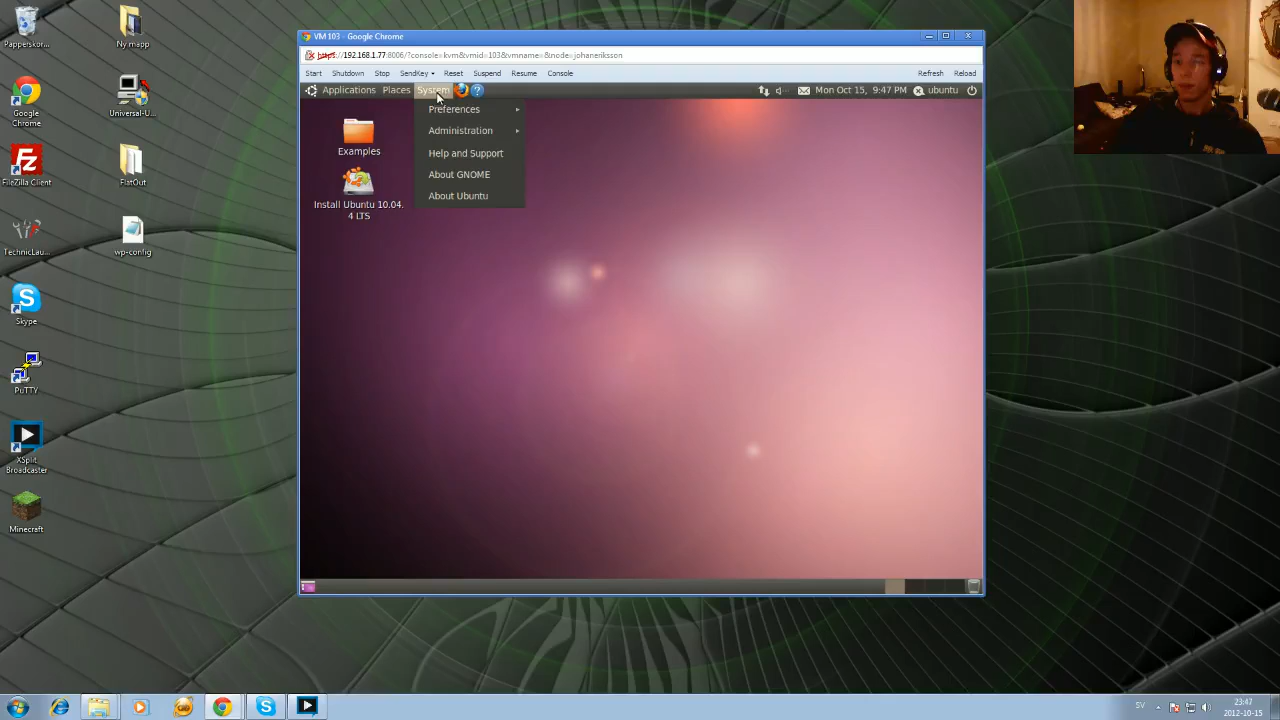 Papperskor...
Ny mapp
Google
Chrome
Universal-U...
FileZilla Client
FlatOut
TechnicLau...
wp-config
Skype
PuTTY
XSplit
Broadcaster
Minecraft
VM 103 - Google Chrome
https://192.168.1.77:8006/?console=kvm&vmid=103&vmname=&node=johaneriksson
Start Shutdown Stop SendKey Reset Suspend Resume Console Refresh Reload
Applications Places System Mon Oct 15, 9:47 PM ubuntu
Preferences
Administration
Help and Support
About GNOME
About Ubuntu
Examples
Install Ubuntu 10.04.
4 LTS
SV
23:47
2012-10-15